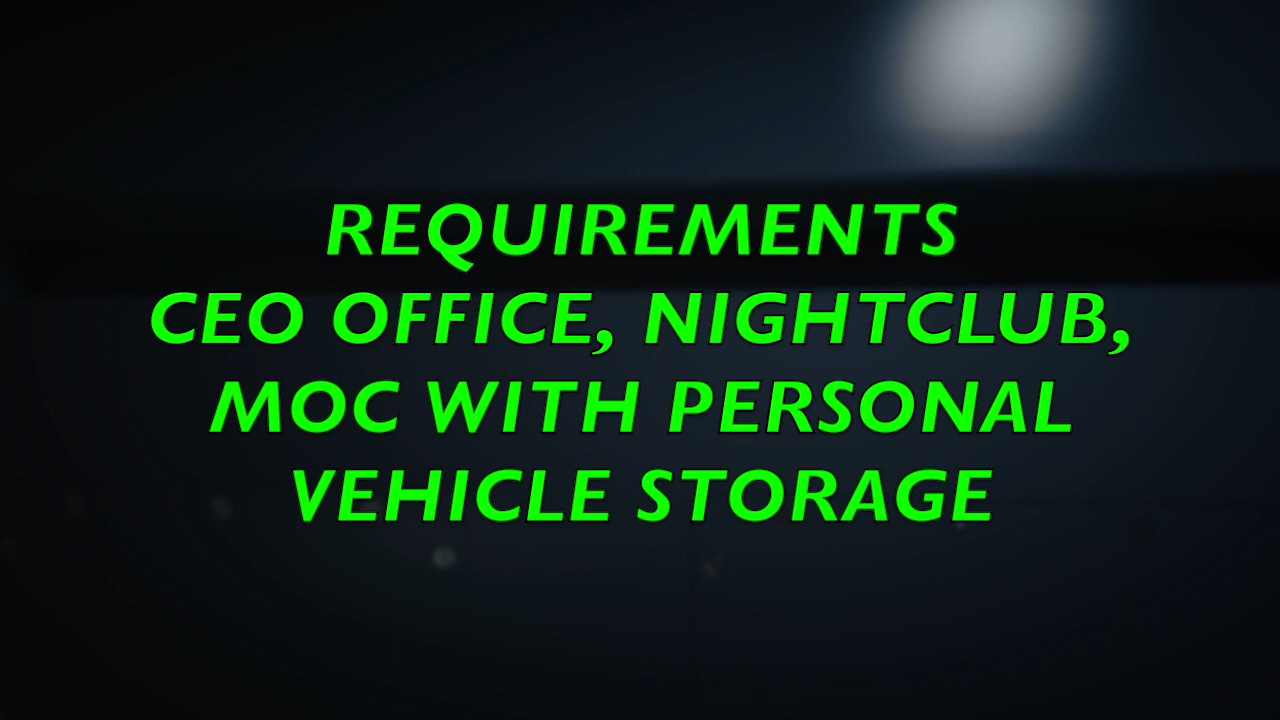 REQUIREMENTS
CEO OFFICE, NIGHTCLUB,
MOC WITH PERSONAL
VEHICLE STORAGE